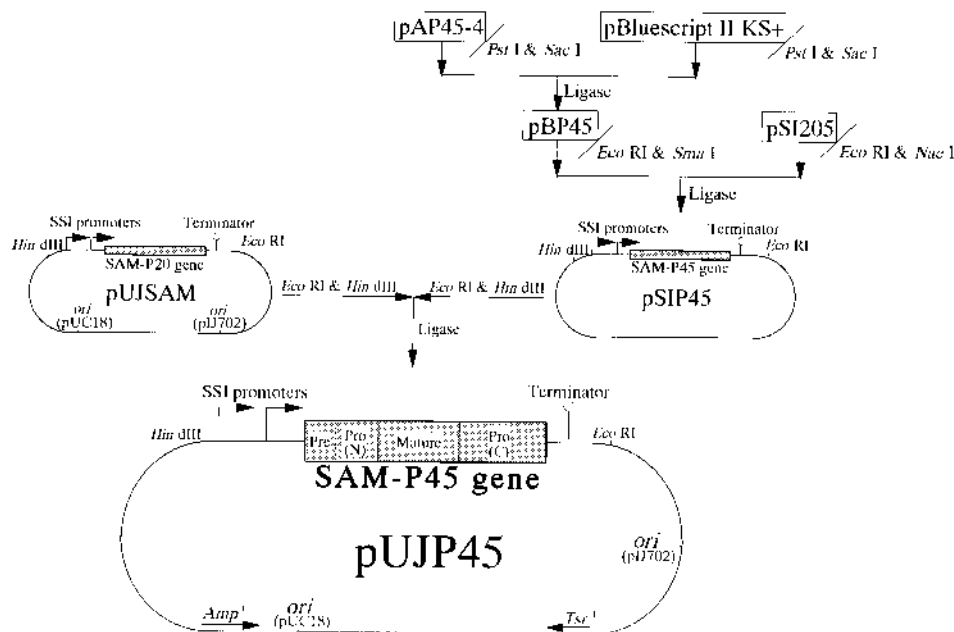 pAP45-4
pBluescript II KS+
Pst I & Sac I
Pst I & Sac I
Ligase
pBP45
pSI205
Eco RI & Sma I
Eco RI & Nae I
Ligase
SSI promoters
Terminator
Hin dIII
Eco RI
SAM-P20 gene
pUJSAM
ori
(pUC18)
ori
(pIJ702)
Eco RI & Hin dIII
Eco RI & Hin dIII
Ligase
SSI promoters
Terminator
Hin dIII
Eco RI
SAM-P45 gene
pSIP45
SSI promoters
Terminator
Hin dIII
Eco RI
Pre
Pro
(N)
Mature
Pro
(C)
SAM-P45 gene
pUJP45
ori
(pIJ702)
Amp r
ori
(pUC18)
Tsr r